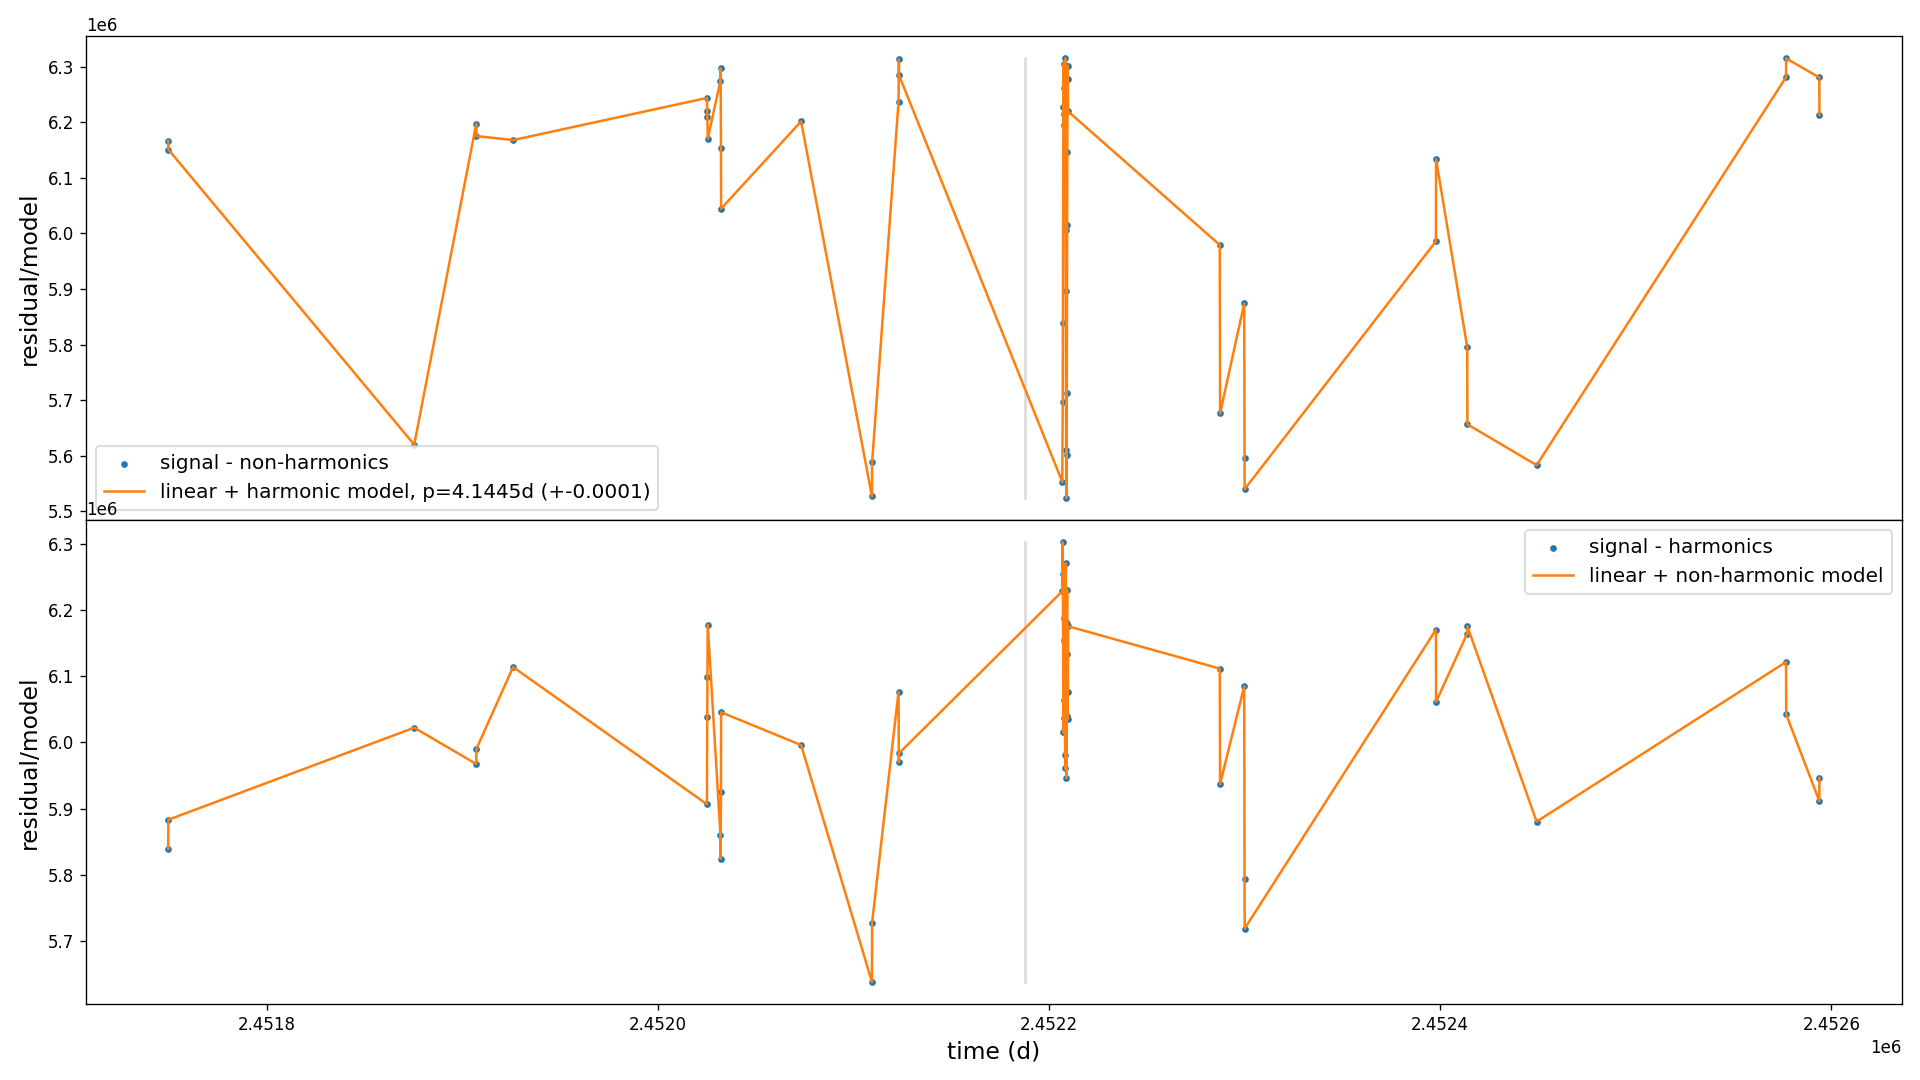 1e6
6.3
6.2
6.1
6.0
5.9
5.8
5.7
5.6
5.5
residual/model
signal - non-harmonics
linear + harmonic model, p=4.1445d (+-0.0001)
1e6
6.3
6.2
6.1
6.0
5.9
5.8
5.7
residual/model
signal - harmonics
linear + non-harmonic model
2.4518
2.4520
2.4522
2.4524
2.4526
1e6
time (d)